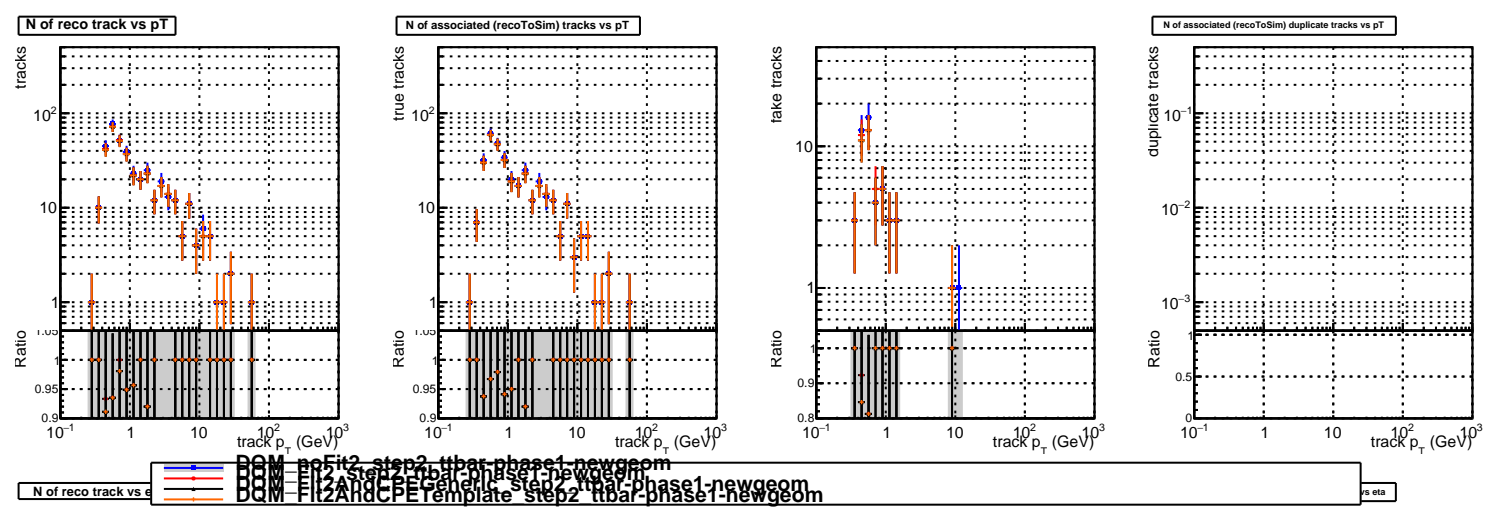 N of reco track vs pT
N of associated (recoToSim) tracks vs pT
N of associated (recoToSim) duplicate tracks vs pT
tracks
10²
10
1
Ratio
1.05
1
0.95
0.9
10⁻¹ 1 10 10² 10³
track p_T (GeV)
true tracks
10²
10
1
Ratio
1.05
1
0.95
0.9
10⁻¹ 1 10 10² 10³
track p_T (GeV)
fake tracks
10
1
Ratio
1
0.9
0.8
10⁻¹ 1 10 10² 10³
track p_T (GeV)
duplicate tracks
10⁻¹
10⁻²
10⁻³
Ratio
1
0.5
0
10⁻¹ 1 10 10² 10³
track p_T (GeV)
DQM_noFit2_step2_ttbar-phase1-newgeom
DQM_Fit2_step2_ttbar-phase1-newgeom
DQM_Fit2AndCPEGeneric_step2_ttbar-phase1-newgeom
DQM_Fit2AndCPETemplate_step2_ttbar-phase1-newgeom
N of reco track vs e
vs eta